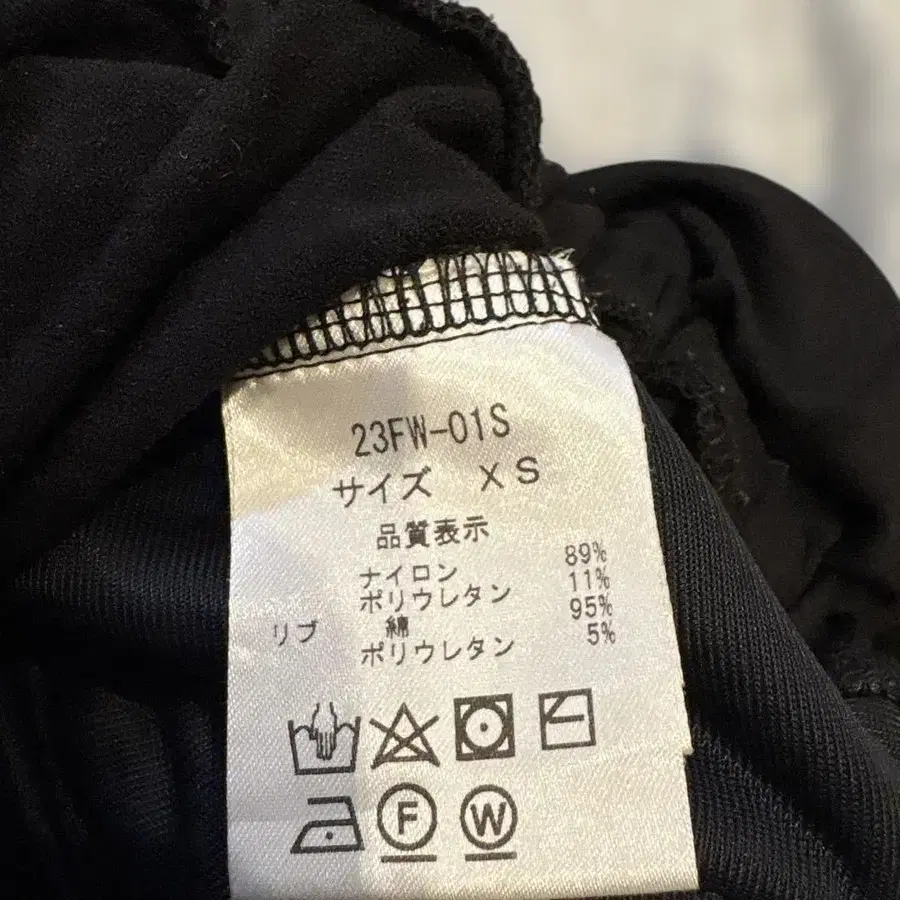 23FW-01S
サイズ XS
品質表示
ナイロン 89%
ポリウレタン 11%
リブ 綿 95%
ポリウレタン 5%
F W